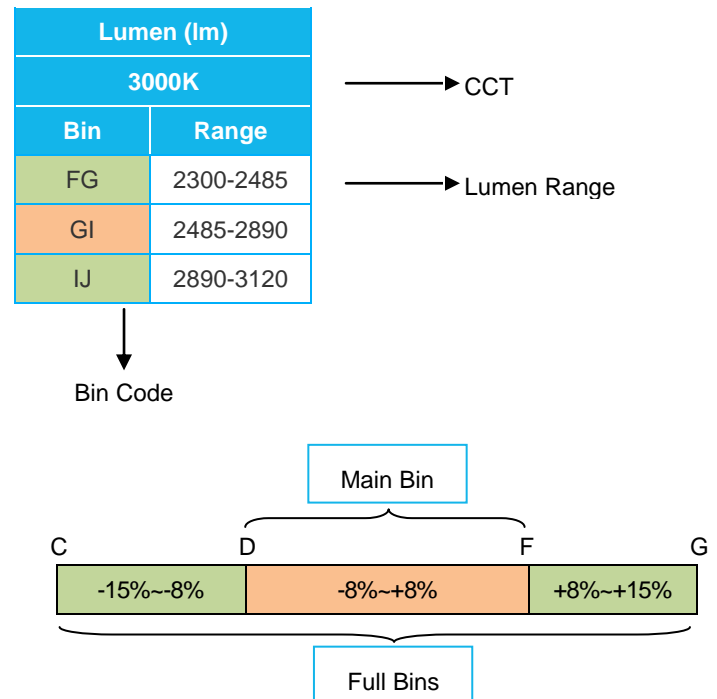 Lumen (lm)
3000K
CCT
Bin Range
FG 2300-2485
Lumen Range
GI 2485-2890
IJ 2890-3120
Bin Code
Main Bin
C D F G
-15%~-8% -8%~+8% +8%~+15%
Full Bins